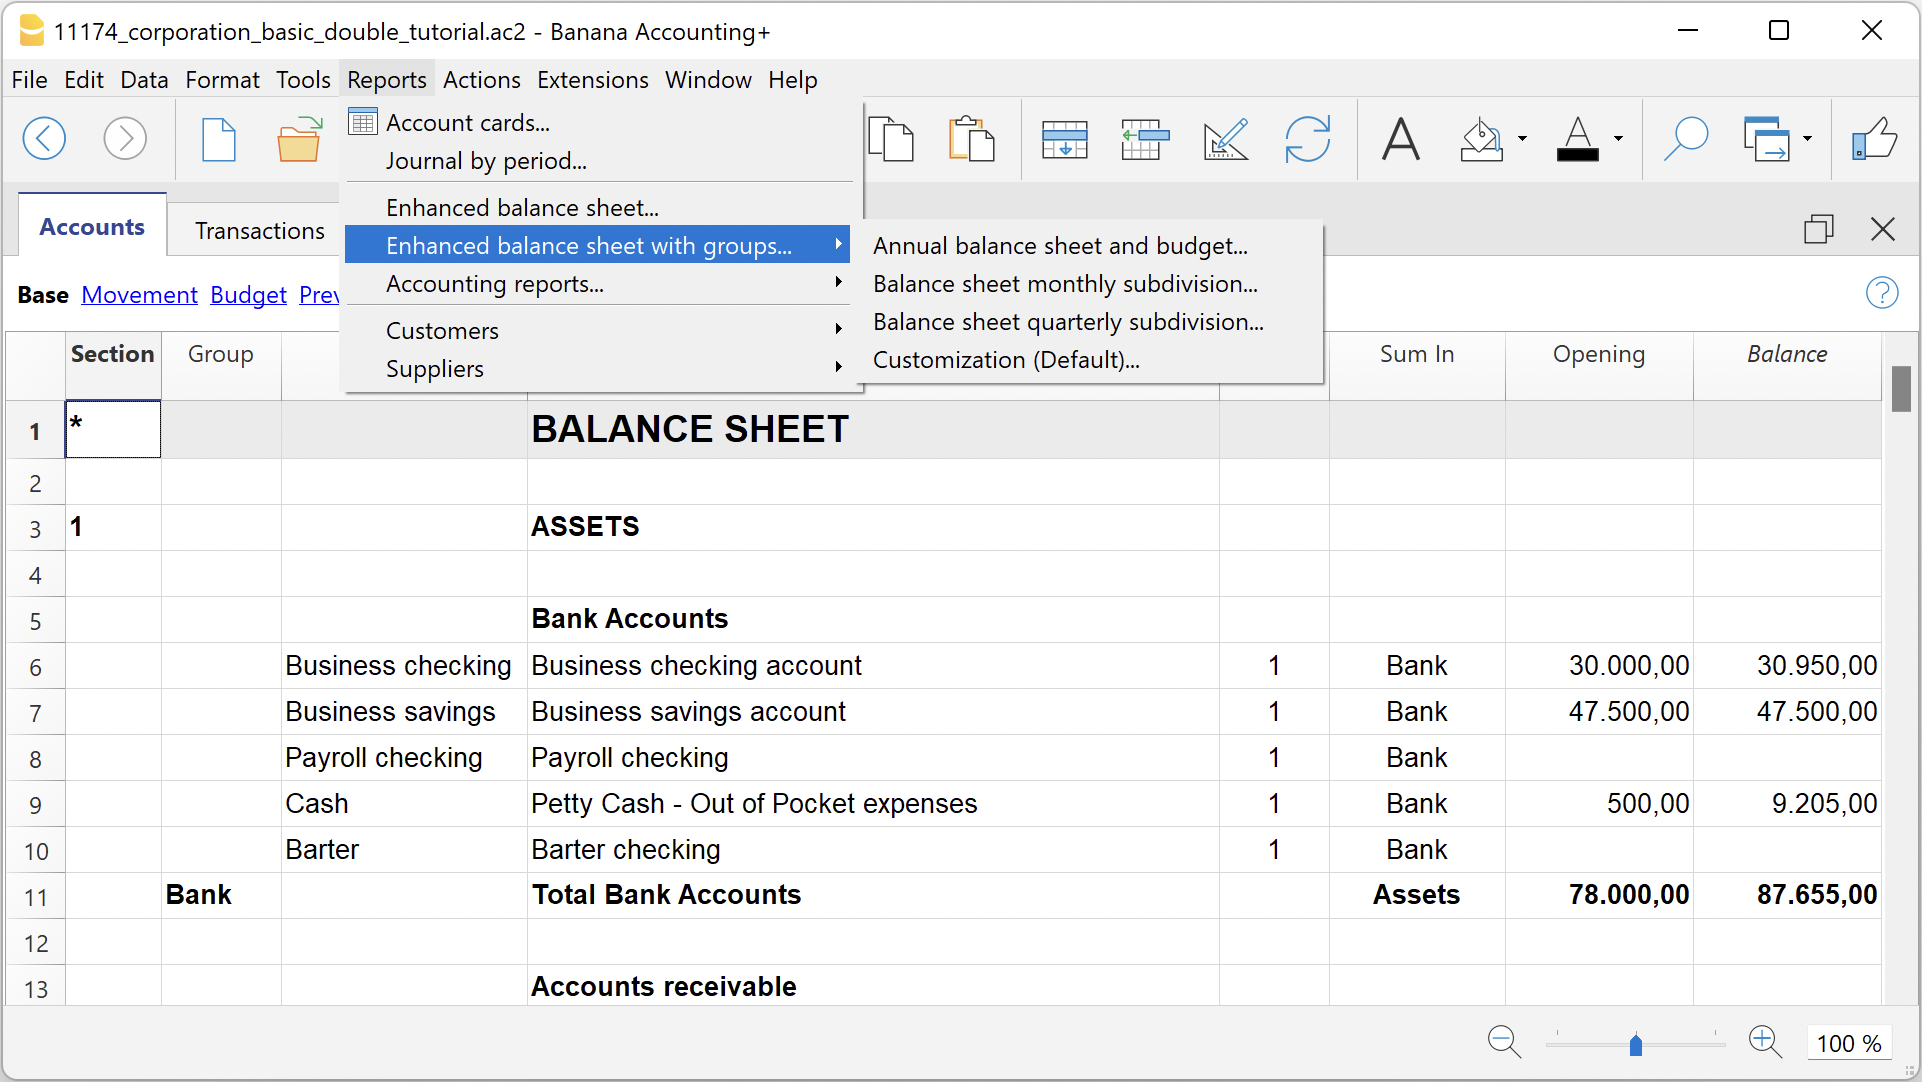 11174_corporation_basic_double_tutorial.ac2 - Banana Accounting+
File Edit Data Format Tools Reports Actions Extensions Window Help
Account cards...
Journal by period...
Enhanced balance sheet...
Enhanced balance sheet with groups...
Accounting reports...
Customers
Suppliers
Annual balance sheet and budget...
Balance sheet monthly subdivision...
Balance sheet quarterly subdivision...
Customization (Default)...
Accounts Transactions
Base Movement Budget
Section Group Sum In Opening Balance
1 * BALANCE SHEET
2
3 1 ASSETS
4
5 Bank Accounts
6 Business checking Business checking account 1 Bank 30.000,00 30.950,00
7 Business savings Business savings account 1 Bank 47.500,00 47.500,00
8 Payroll checking Payroll checking 1 Bank
9 Cash Petty Cash - Out of Pocket expenses 1 Bank 500,00 9.205,00
10 Barter Barter checking 1 Bank
11 Bank Total Bank Accounts Assets 78.000,00 87.655,00
12
13 Accounts receivable
100 %